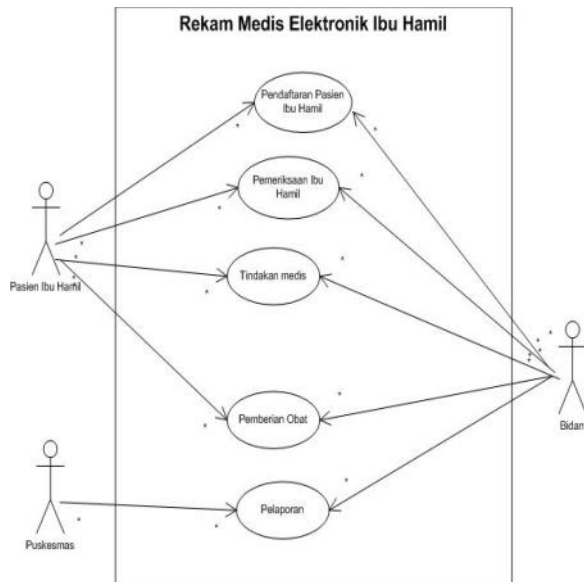 Rekam Medis Elektronik Ibu Hamil
Pendaftaran Pasien
Ibu Hamil
Pemeriksaan Ibu
Hamil
Tindakan medis
Pasien Ibu Hamil
Pemberian Obat
Bidan
Pelaporan
Puskesmas